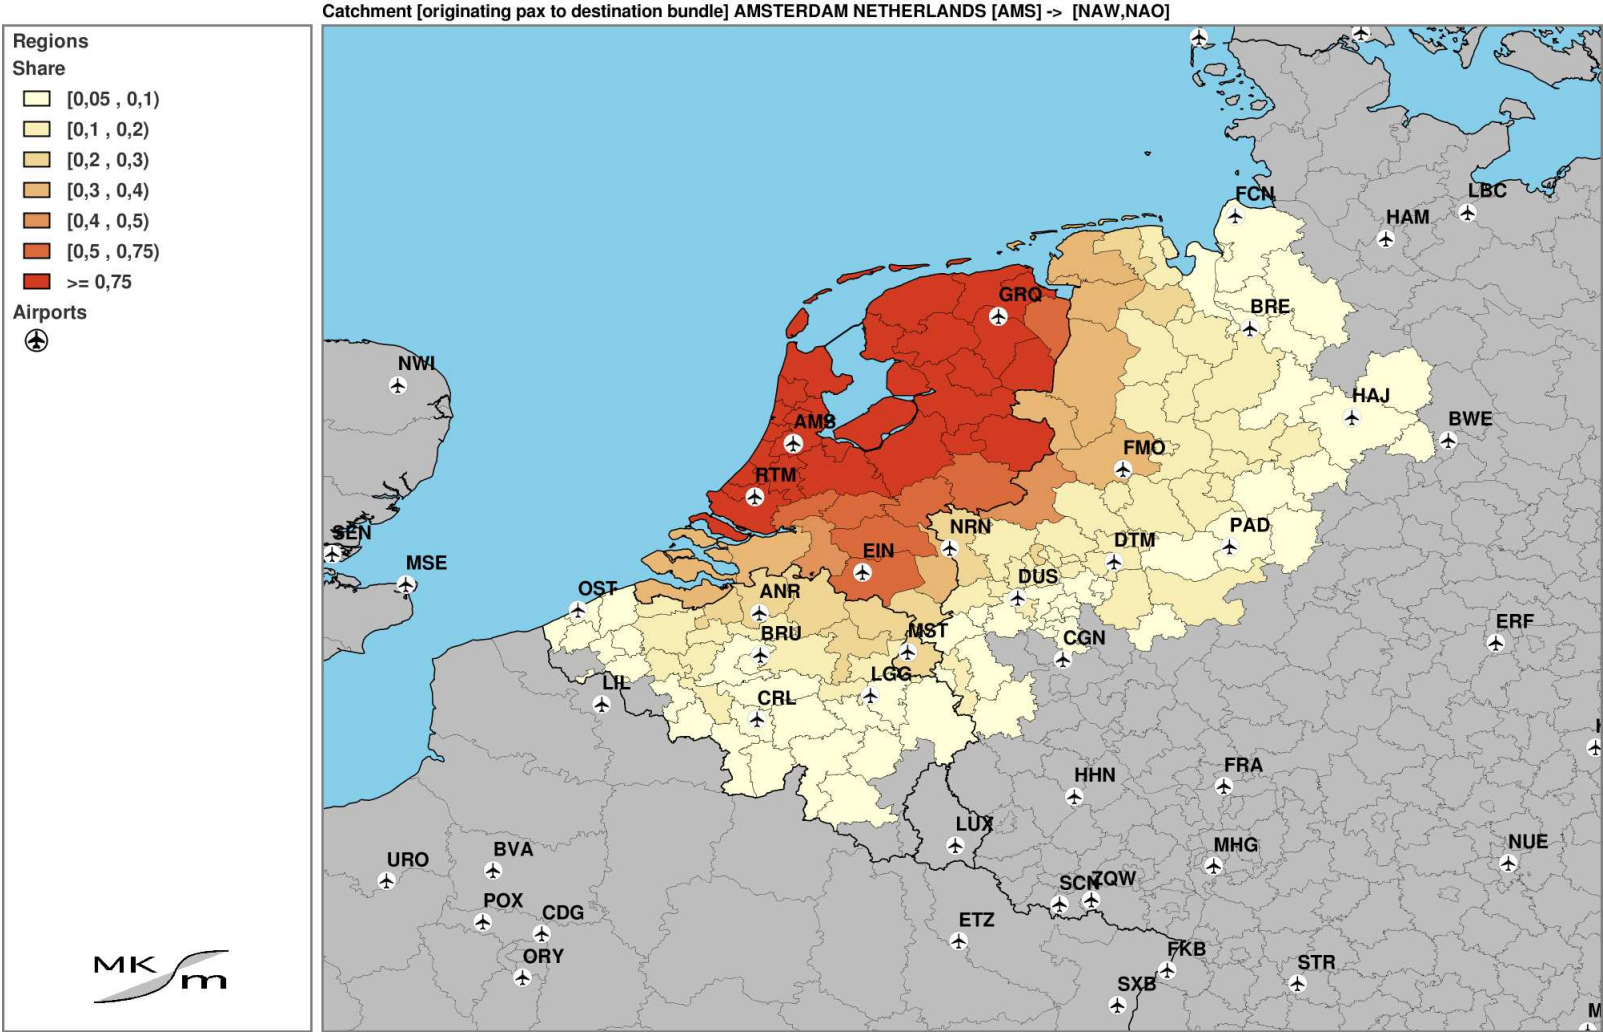 Catchment [originating pax to destination bundle] AMSTERDAM NETHERLANDS [AMS] -> [NAW,NAO]
Regions
Share
[0,05 , 0,1)
[0,1 , 0,2)
[0,2 , 0,3)
[0,3 , 0,4)
[0,4 , 0,5)
[0,5 , 0,75)
>= 0,75
Airports
MK
m
FCN
LBC
HAM
GRQ
BRE
NWI
HAJ
AMS
BWE
FMO
RTM
SEN
NRN
PAD
DTM
EIN
MSE
DUS
OST
ANR
ERF
BRU
MST
CGN
LIL
LGG
CRL
FRA
HHN
LUX
NUE
BVA
MHG
URO
SCN
ZQW
POX
CDG
ETZ
ORY
FKB
STR
SXB